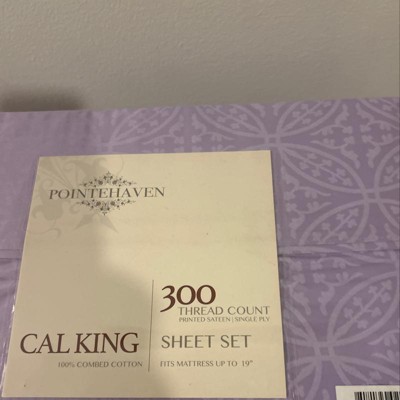 POINTEHAVEN
300
THREAD COUNT
PRINTED SATEEN | SINGLE PLY
CAL KING
SHEET SET
100% COMBED COTTON
FITS MATTRESS UP TO 19"